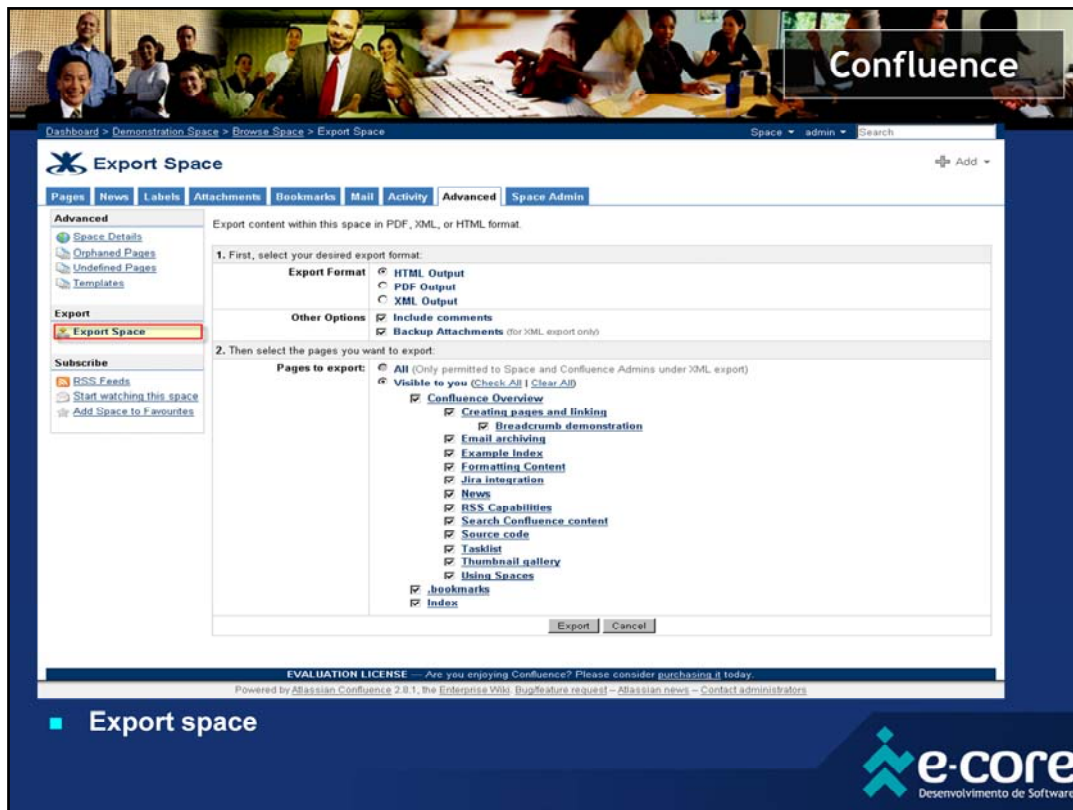 Confluence
Dashboard > Demonstration Space > Browse Space > Export Space
Space admin Search
Export Space
Add
Pages News Labels Attachments Bookmarks Mail Activity Advanced Space Admin
Advanced
Space Details
Orphaned Pages
Undefined Pages
Templates
Export
Export Space
Subscribe
RSS Feeds
Start watching this space
Add Space to Favourites
Export content within this space in PDF, XML, or HTML format.
1. First, select your desired export format:
Export Format HTML Output
PDF Output
XML Output
Other Options Include comments
Backup Attachments (for XML export only)
2. Then select the pages you want to export:
Pages to export: All (Only permitted to Space and Confluence Admins under XML export)
Visible to you (Check All | Clear All)
Confluence Overview
Creating pages and linking
Breadcrumb demonstration
Email archiving
Example Index
Formatting Content
Jira integration
News
RSS Capabilities
Search Confluence content
Source code
Tasklist
Thumbnail gallery
Using Spaces
.bookmarks
Index
Export Cancel
EVALUATION LICENSE — Are you enjoying Confluence? Please consider purchasing it today.
Powered by Atlassian Confluence 2.8.1, the Enterprise Wiki. Bug/feature request – Atlassian news – Contact administrators
Export space
e-core
Desenvolvimento de Software